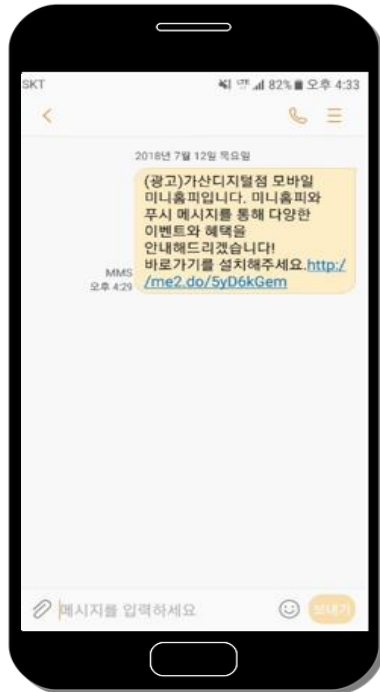 SKT LTE 82% 오후 4:33
2018년 7월 12일 목요일
(광고)가산디지털점 모바일
미니홈피입니다. 미니홈피와
푸시 메시지를 통해 다양한
이벤트와 혜택을
안내해드리겠습니다!
바로가기를 설치해주세요.http:/
/me2.do/5yD6kGem
MMS
오후 4:29
메시지를 입력하세요
보내기